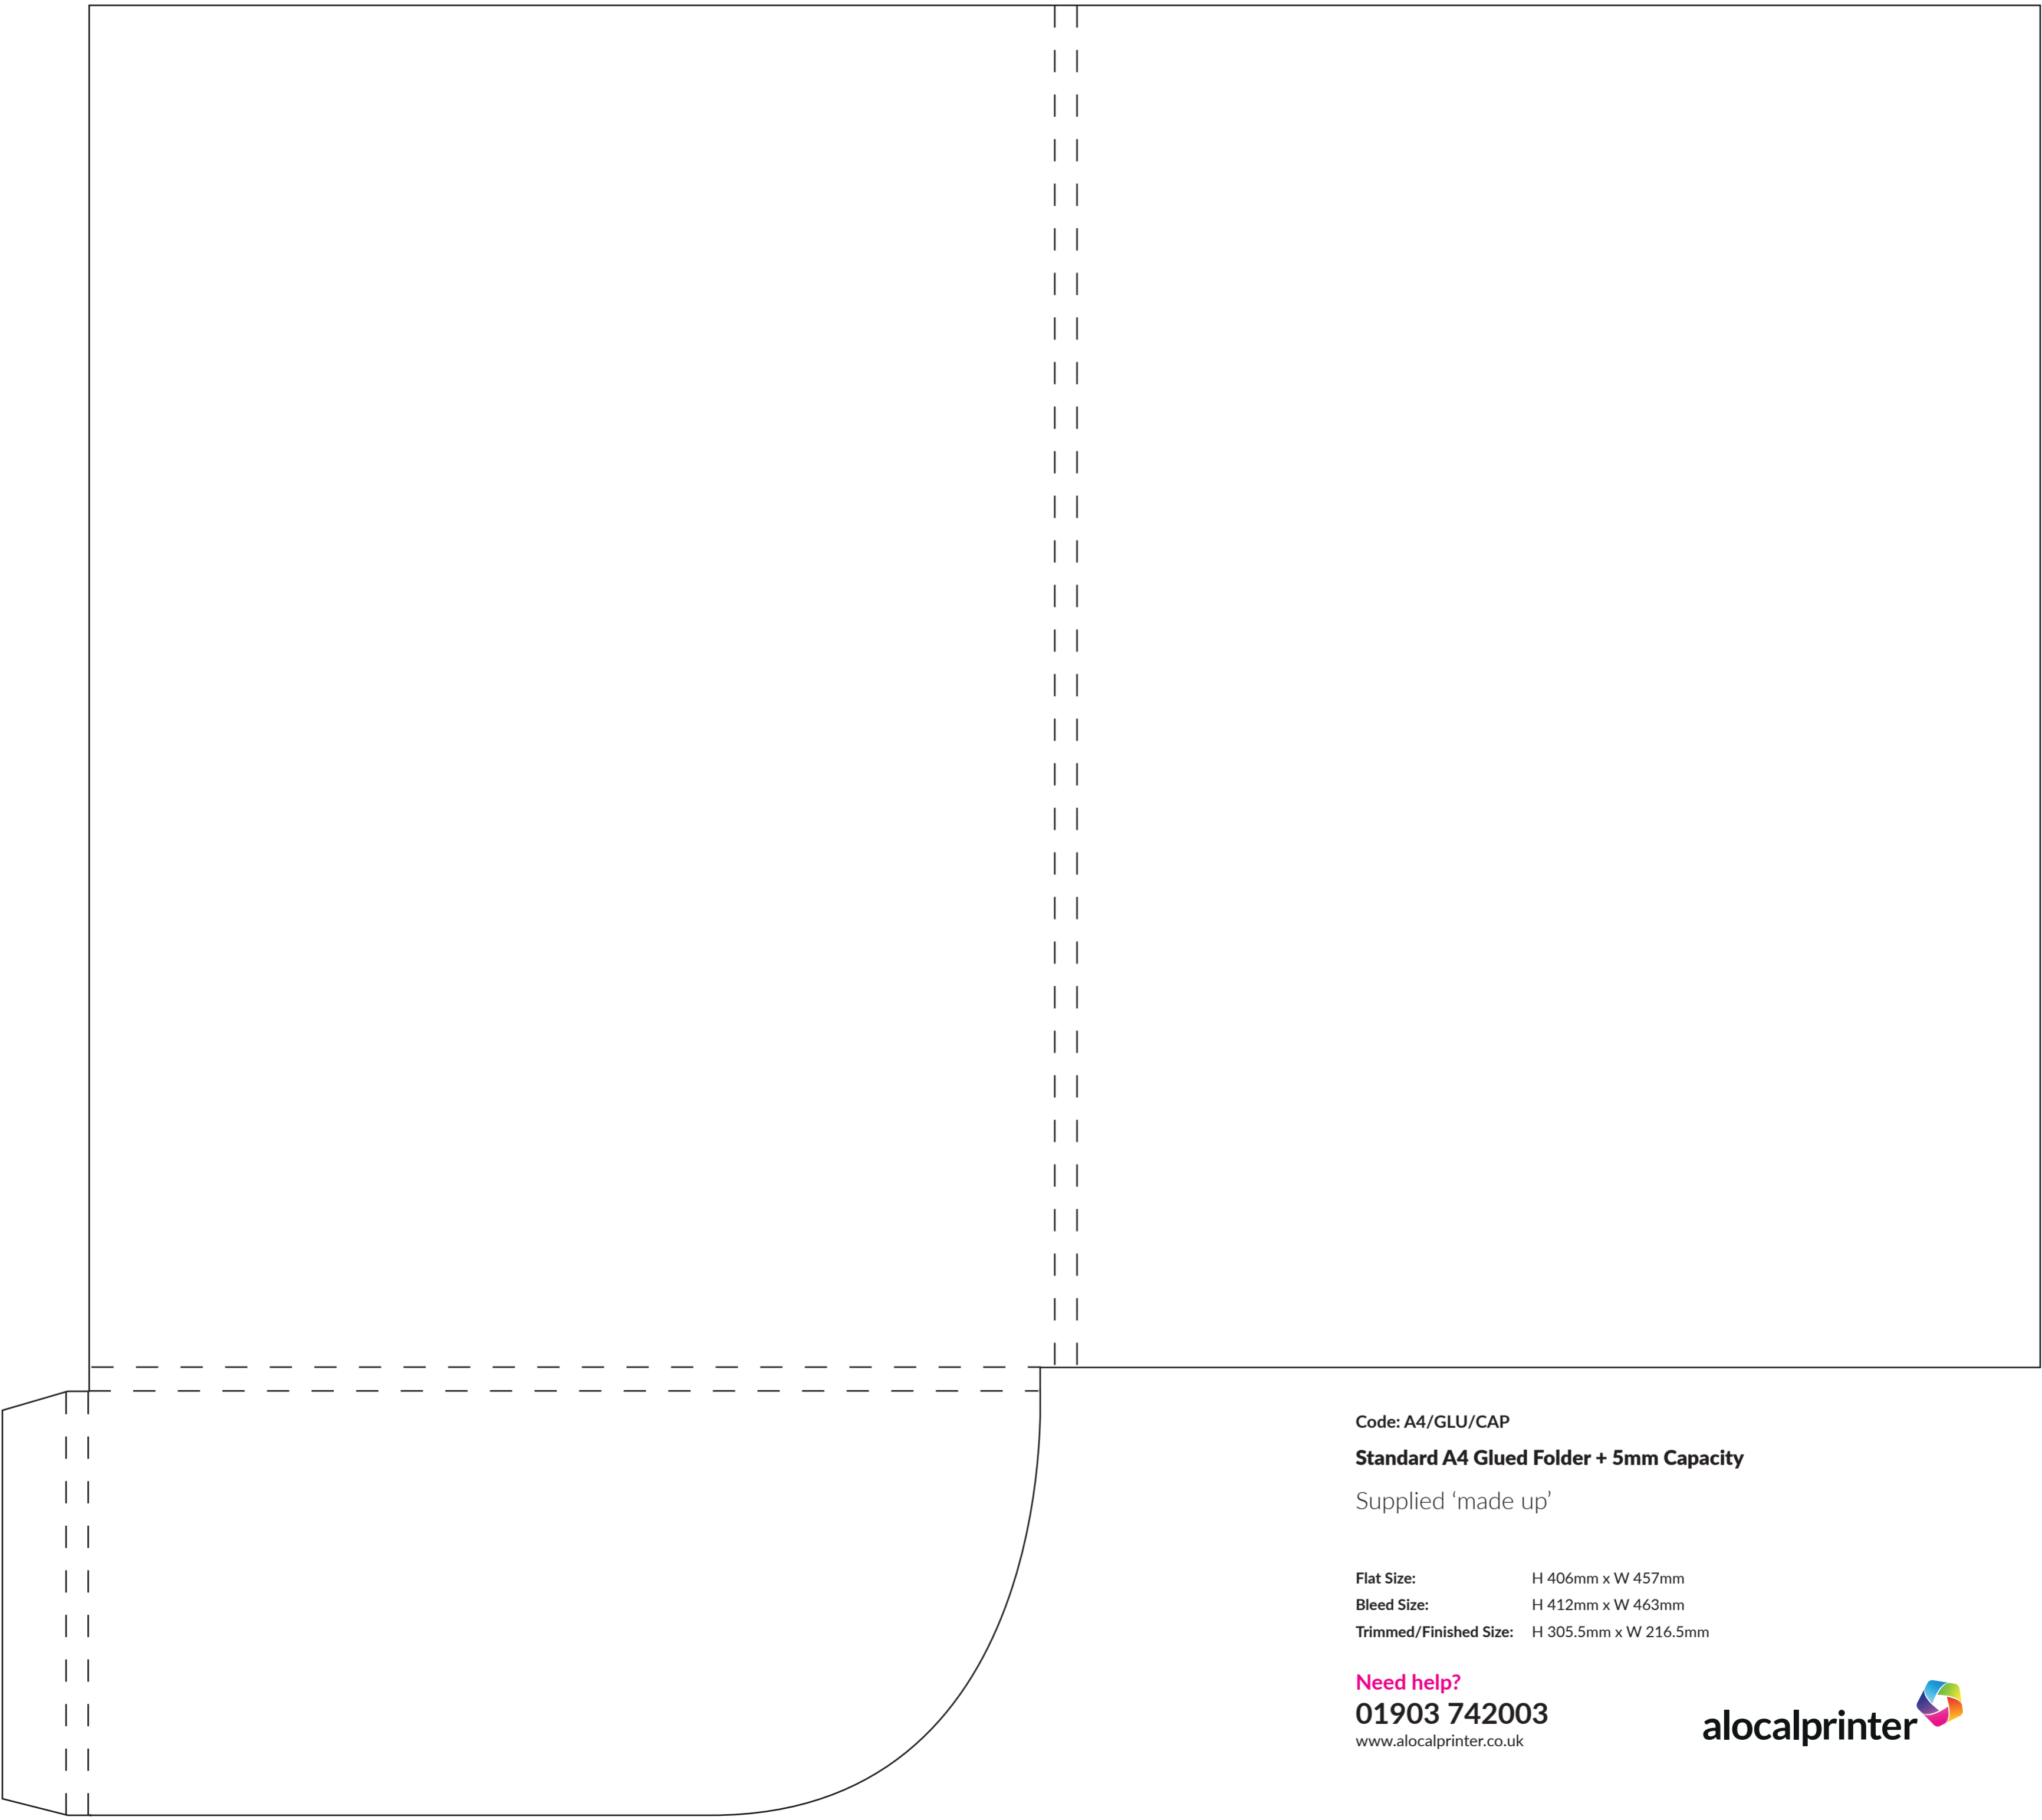 Code: A4/GLU/CAP
Standard A4 Glued Folder + 5mm Capacity
Supplied ‘made up’
Flat Size: H 406mm x W 457mm
Bleed Size: H 412mm x W 463mm
Trimmed/Finished Size: H 305.5mm x W 216.5mm
Need help?
01903 742003
www.alocalprinter.co.uk
alocalprinter